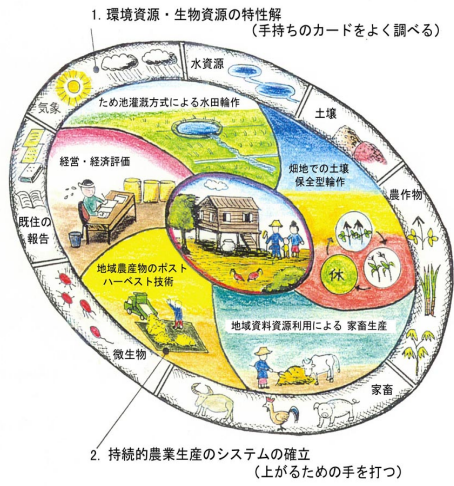 1. 環境資源・生物資源の特性解
(手持ちのカードをよく調べる)
水資源
気象
土壌
ため池灌漑方式による水田輪作
経営・経済評価
畑地での土壌
保全型輪作
農作物
既住の
報告
休
地域農産物のポスト
ハーベスト技術
地域資料資源利用による 家畜生産
微生物
家畜
2. 持続的農業生産のシステムの確立
(上がるための手を打つ)